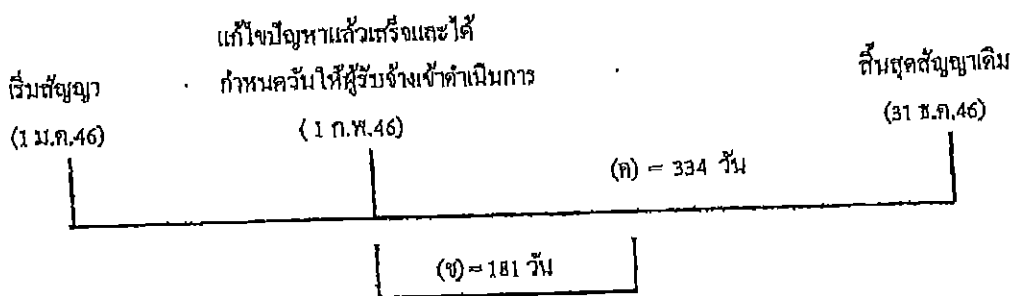 แก้ไขปัญหาแล้วเสร็จและได้
เริ่มสัญญา กำหนดวันให้ผู้รับจ้างเข้าดำเนินการ สิ้นสุดสัญญาเดิม
(1 ม.ค.46) (1 ก.พ.46) (31 ธ.ค.46)
(ค) = 334 วัน
(ข) = 181 วัน